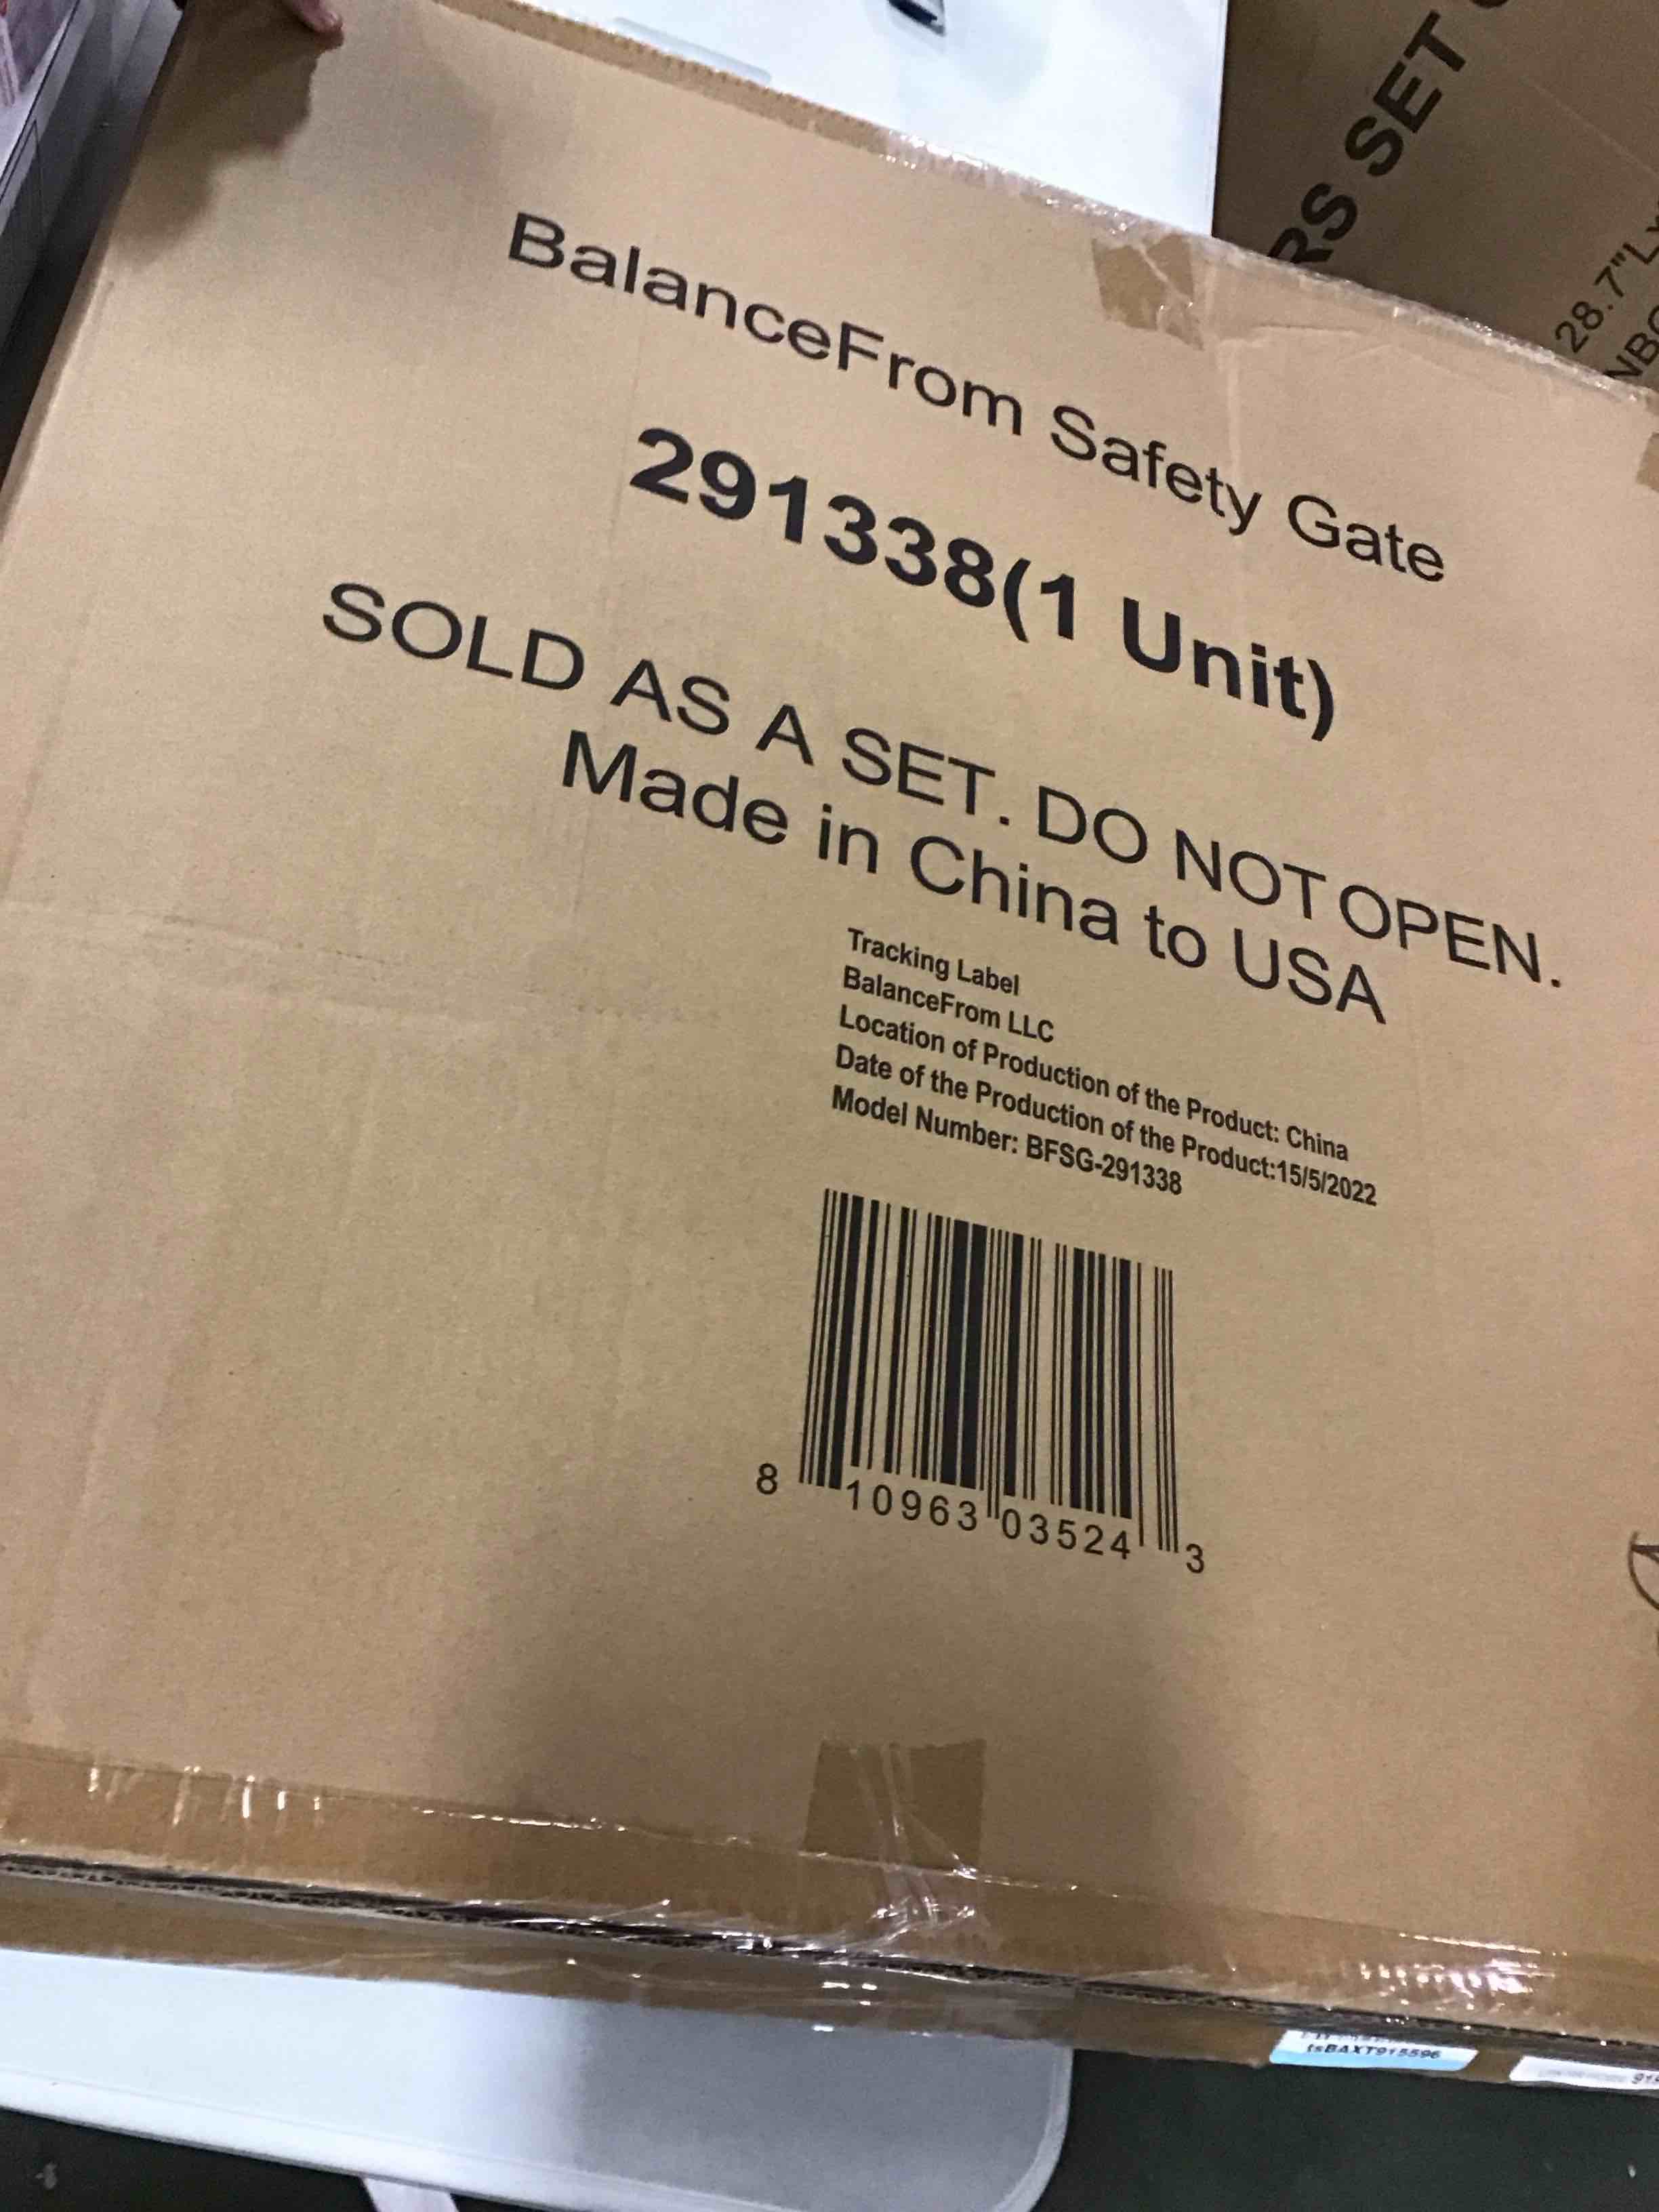 BalanceFrom Safety Gate
291338(1 Unit)
SOLD AS A SET. DO NOT OPEN.
Made in China to USA
Tracking Label
BalanceFrom LLC
Location of Production of the Product: China
Date of the Production of the Product:15/5/2022
Model Number: BFSG-291338
8 10963 03524 3
RS SET
28.7"L
tsBAXT915596